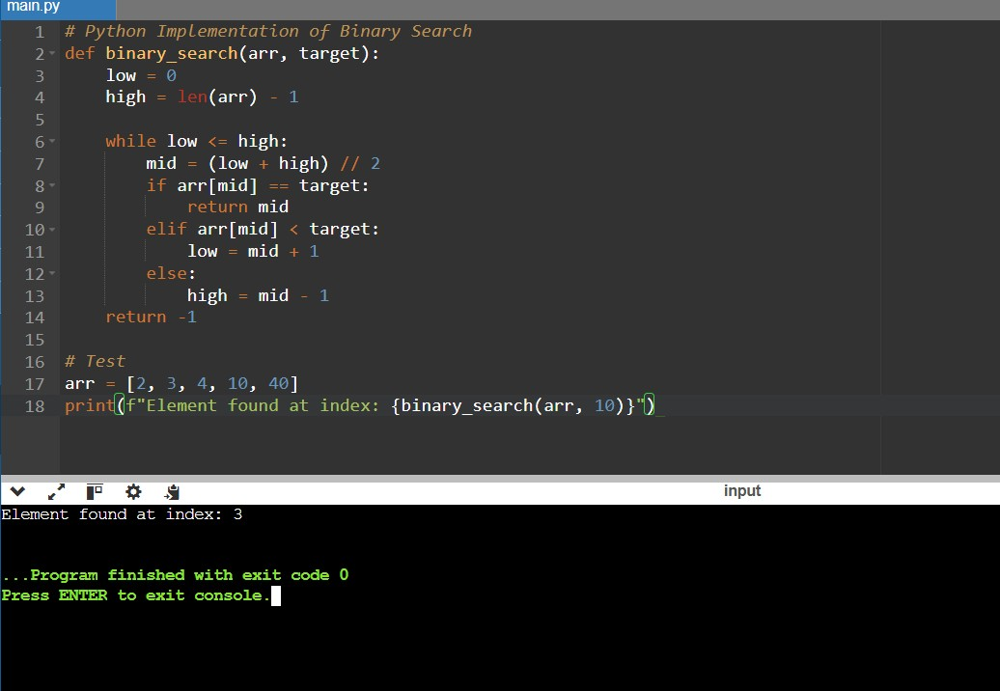 main.py
1 # Python Implementation of Binary Search
2 def binary_search(arr, target):
3     low = 0
4     high = len(arr) - 1
5
6     while low <= high:
7         mid = (low + high) // 2
8         if arr[mid] == target:
9             return mid
10         elif arr[mid] < target:
11             low = mid + 1
12         else:
13             high = mid - 1
14     return -1
15
16 # Test
17 arr = [2, 3, 4, 10, 40]
18 print(f"Element found at index: {binary_search(arr, 10)}")
input
Element found at index: 3
...Program finished with exit code 0
Press ENTER to exit console.